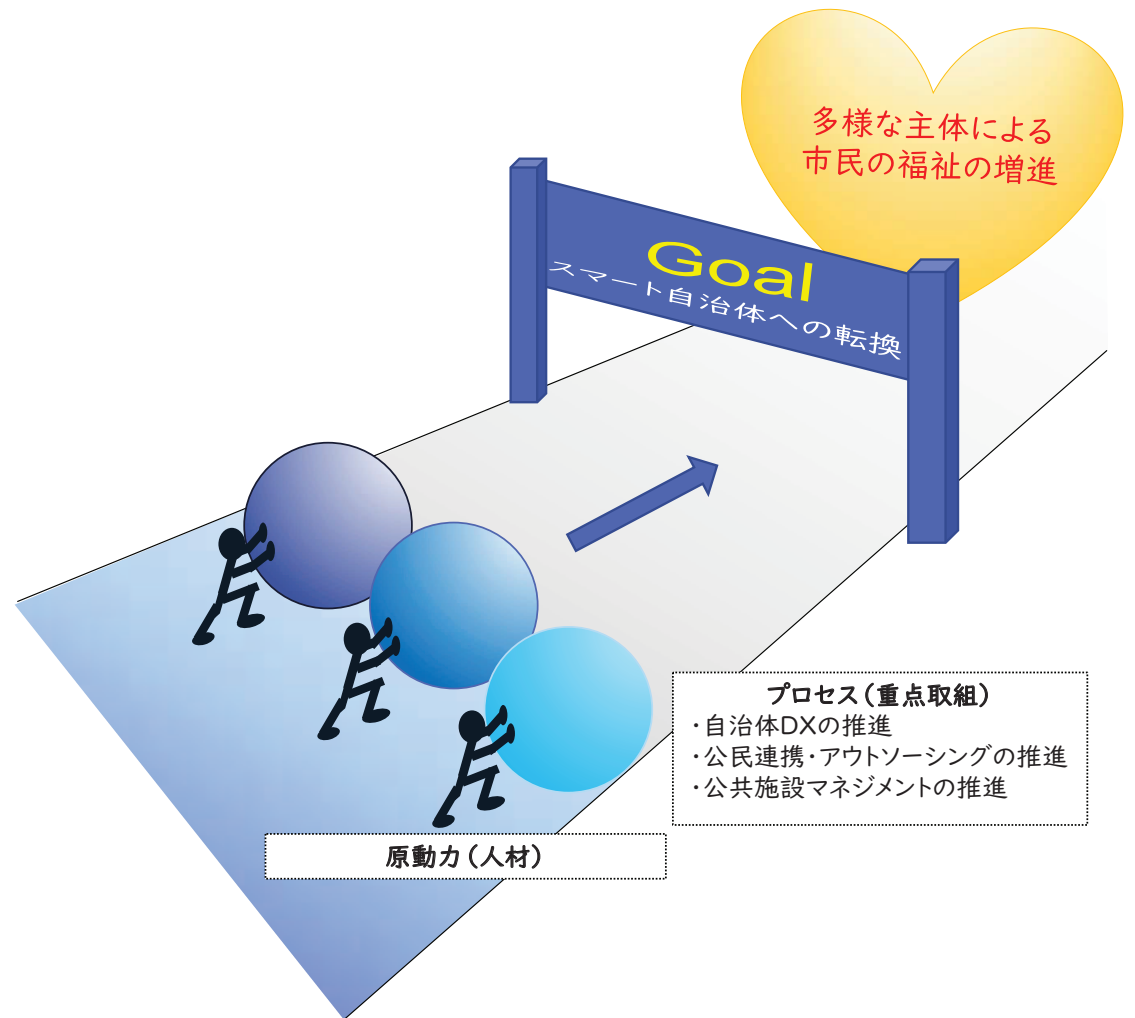 多様な主体による
市民の福祉の増進
Goal
スマート自治体への転換
プロセス（重点取組）
・自治体DXの推進
・公民連携・アウトソーシングの推進
・公共施設マネジメントの推進
原動力（人材）